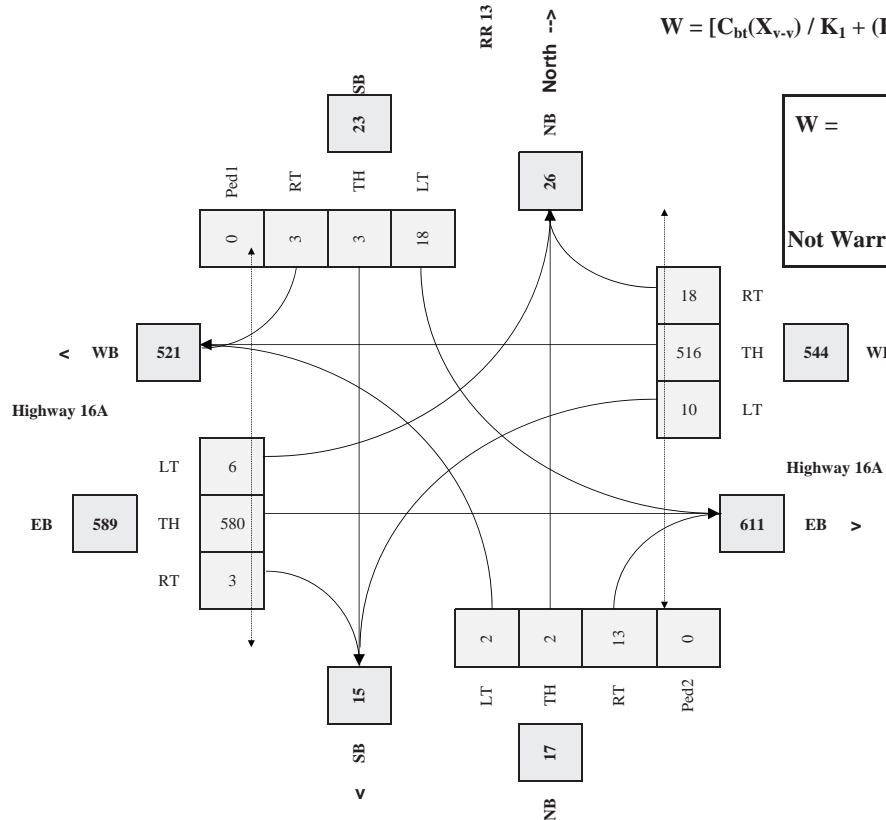 RR 13
W = [C_bt(X_v-v) / K_1 + (
North -->
SB
23
NB
26
W =
Not Warr
Ped1
RT
TH
LT
0
3
3
18
18
RT
< WB
521
516
TH
544
10
LT
Highway 16A
LT
6
Highway 16A
EB
589
TH
580
611
EB >
RT
3
2
2
13
0
15
LT
TH
RT
Ped2
SB
17
<
NB